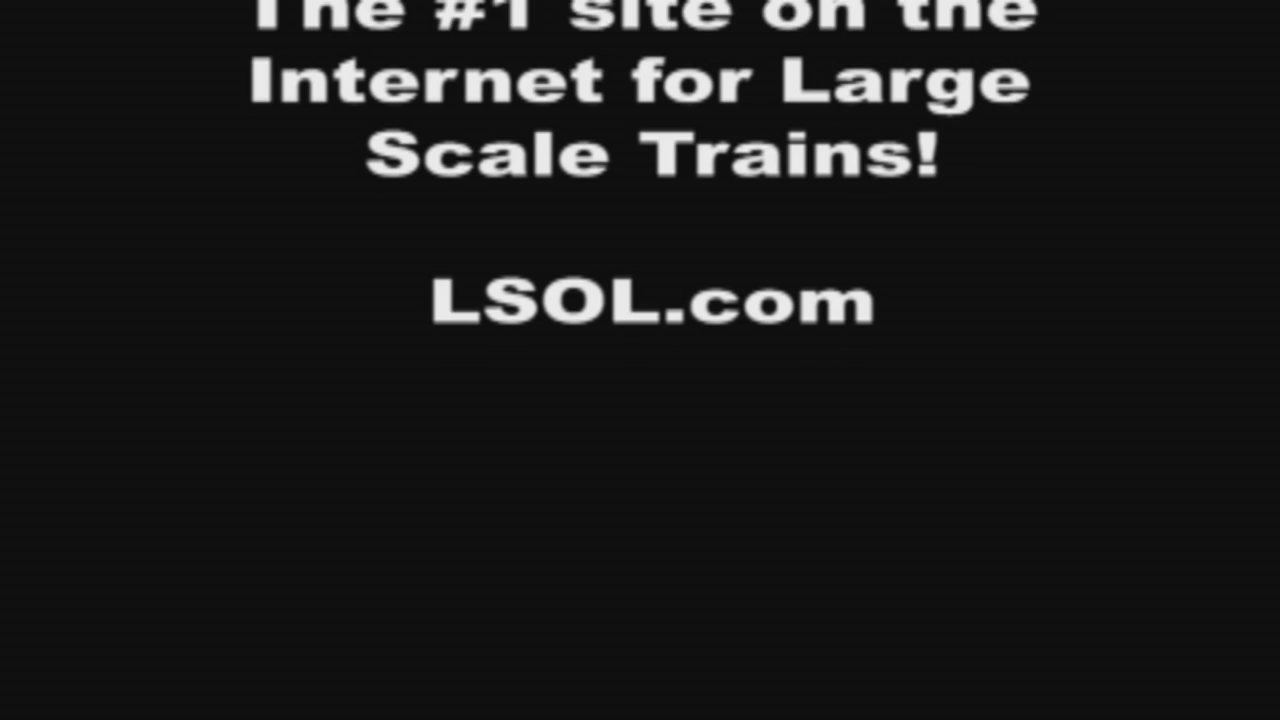 The #1 site on the
Internet for Large
Scale Trains!
LSOL.com